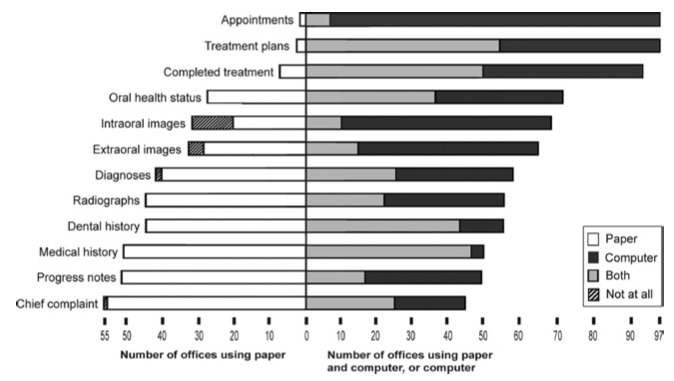 Appointments
Treatment plans
Completed treatment
Oral health status
Intraoral images
Extraoral images
Diagnoses
Radiographs
Dental history
Medical history
Progress notes
Chief complaint
Paper
Computer
Both
Not at all
55 50 40 30 20 10 0 10 20 30 40 50 60 70 80 90 97
Number of offices using paper
Number of offices using paper
and computer, or computer